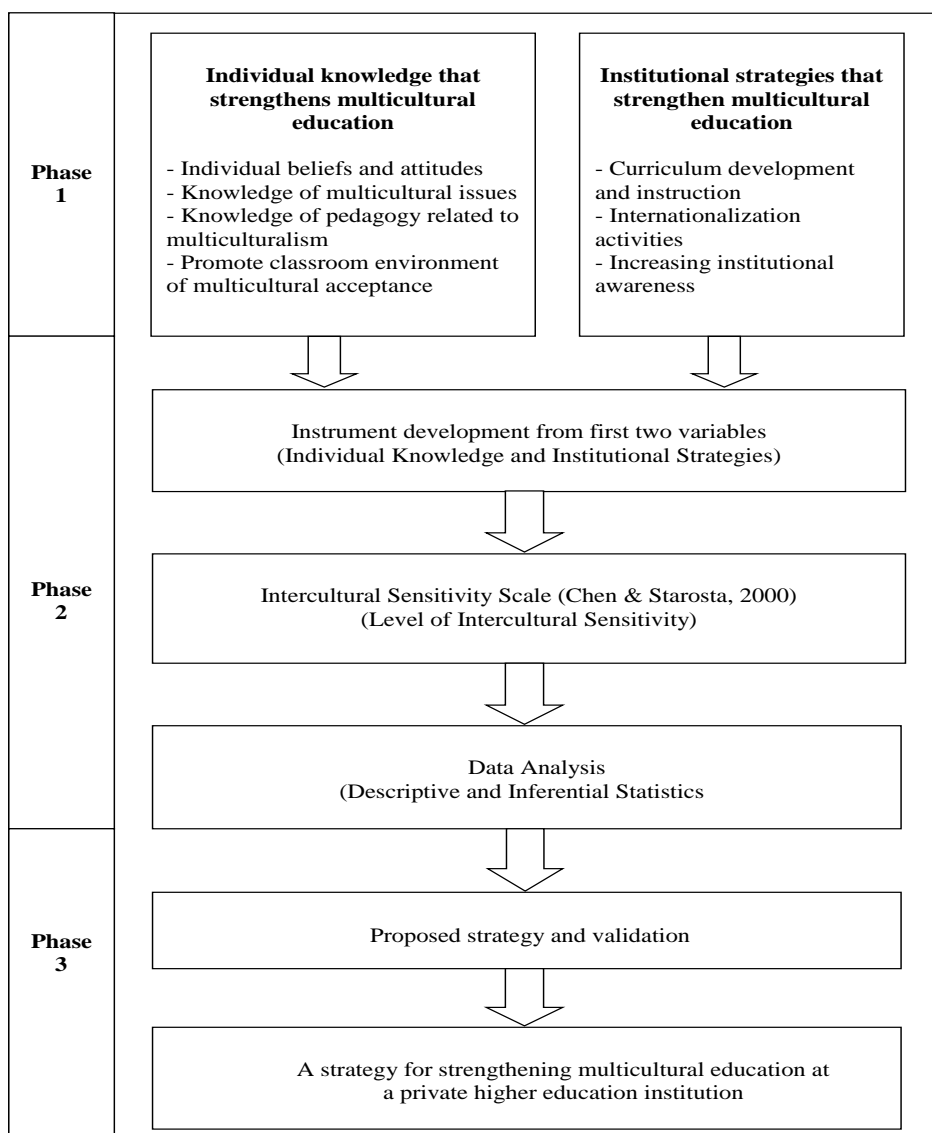 Phase
1
Individual knowledge that
strengthens multicultural
education
- Individual beliefs and attitudes
- Knowledge of multicultural issues
- Knowledge of pedagogy related to
multiculturalism
- Promote classroom environment
of multicultural acceptance
Institutional strategies that
strengthen multicultural
education
- Curriculum development
and instruction
- Internationalization
activities
- Increasing institutional
awareness
Phase
2
Instrument development from first two variables
(Individual Knowledge and Institutional Strategies)
Intercultural Sensitivity Scale (Chen & Starosta, 2000)
(Level of Intercultural Sensitivity)
Data Analysis
(Descriptive and Inferential Statistics
Phase
3
Proposed strategy and validation
A strategy for strengthening multicultural education at
a private higher education institution